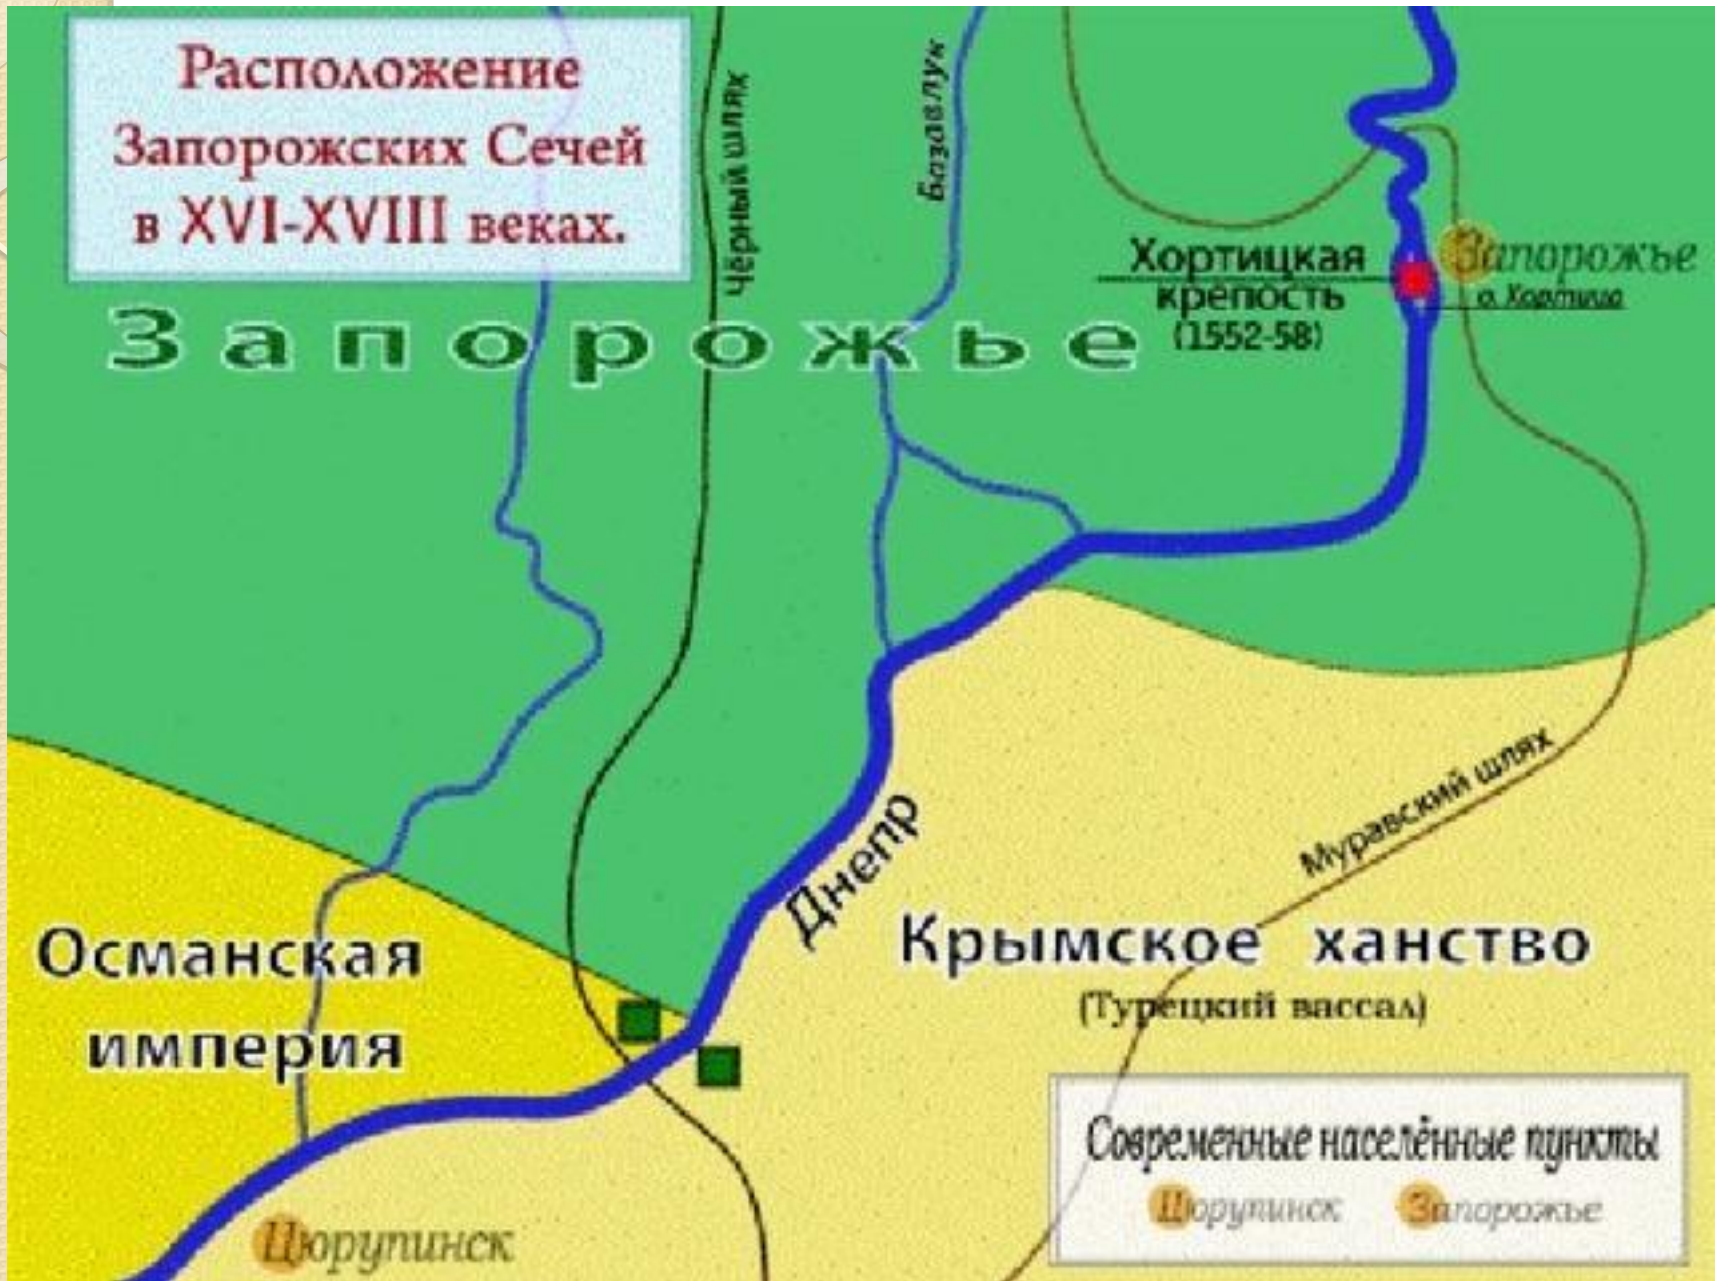 Расположение
Запорожских Сечей
в XVI-XVIII веках.
Чёрный шлях
Базавлук
Хортицкая
крепость
(1552-58)
Запорожье
о. Хортица
Запорожье
Днепр
Муравский шлях
Османская
империя
Крымское ханство
(Турецкий вассал)
Цюрупинск
Современные населённые пункты
Цюрупинск Запорожье